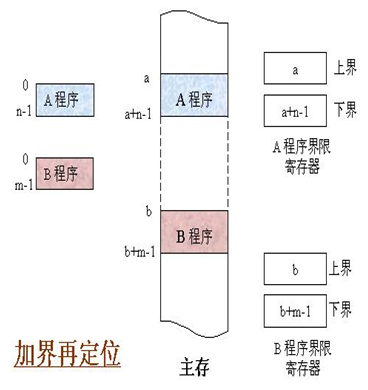 0
n-1
A程序
0
m-1
B程序
a
a+n-1
A程序
b
b+m-1
B程序
主存
a
上界
a+n-1
下界
A程序界限
寄存器
b
上界
b+m-1
下界
B程序界限
寄存器
加界再定位